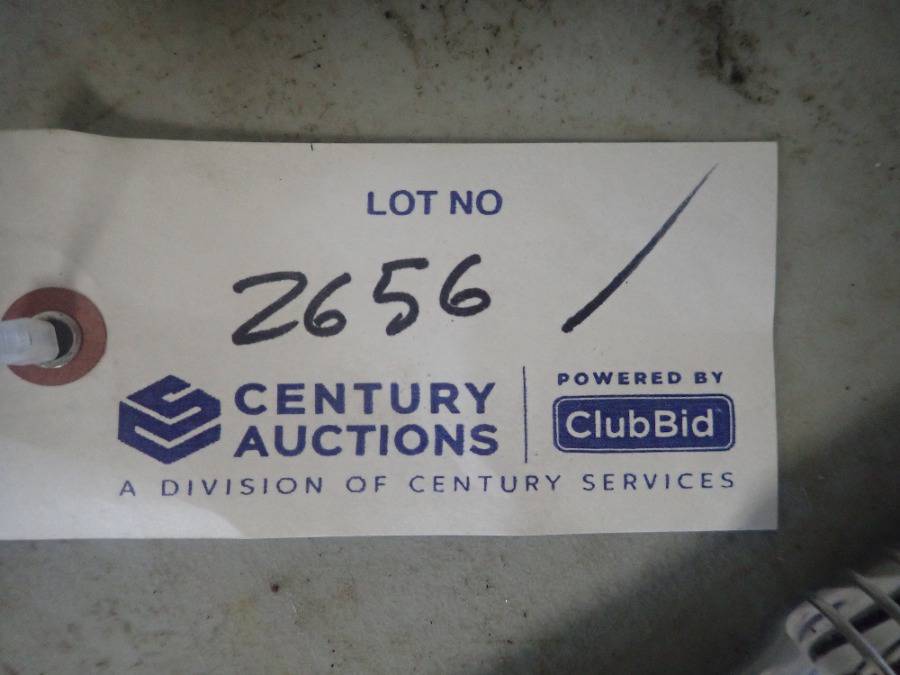 LOT NO
2656 /
CENTURY
AUCTIONS
POWERED BY
ClubBid
A DIVISION OF CENTURY SERVICES